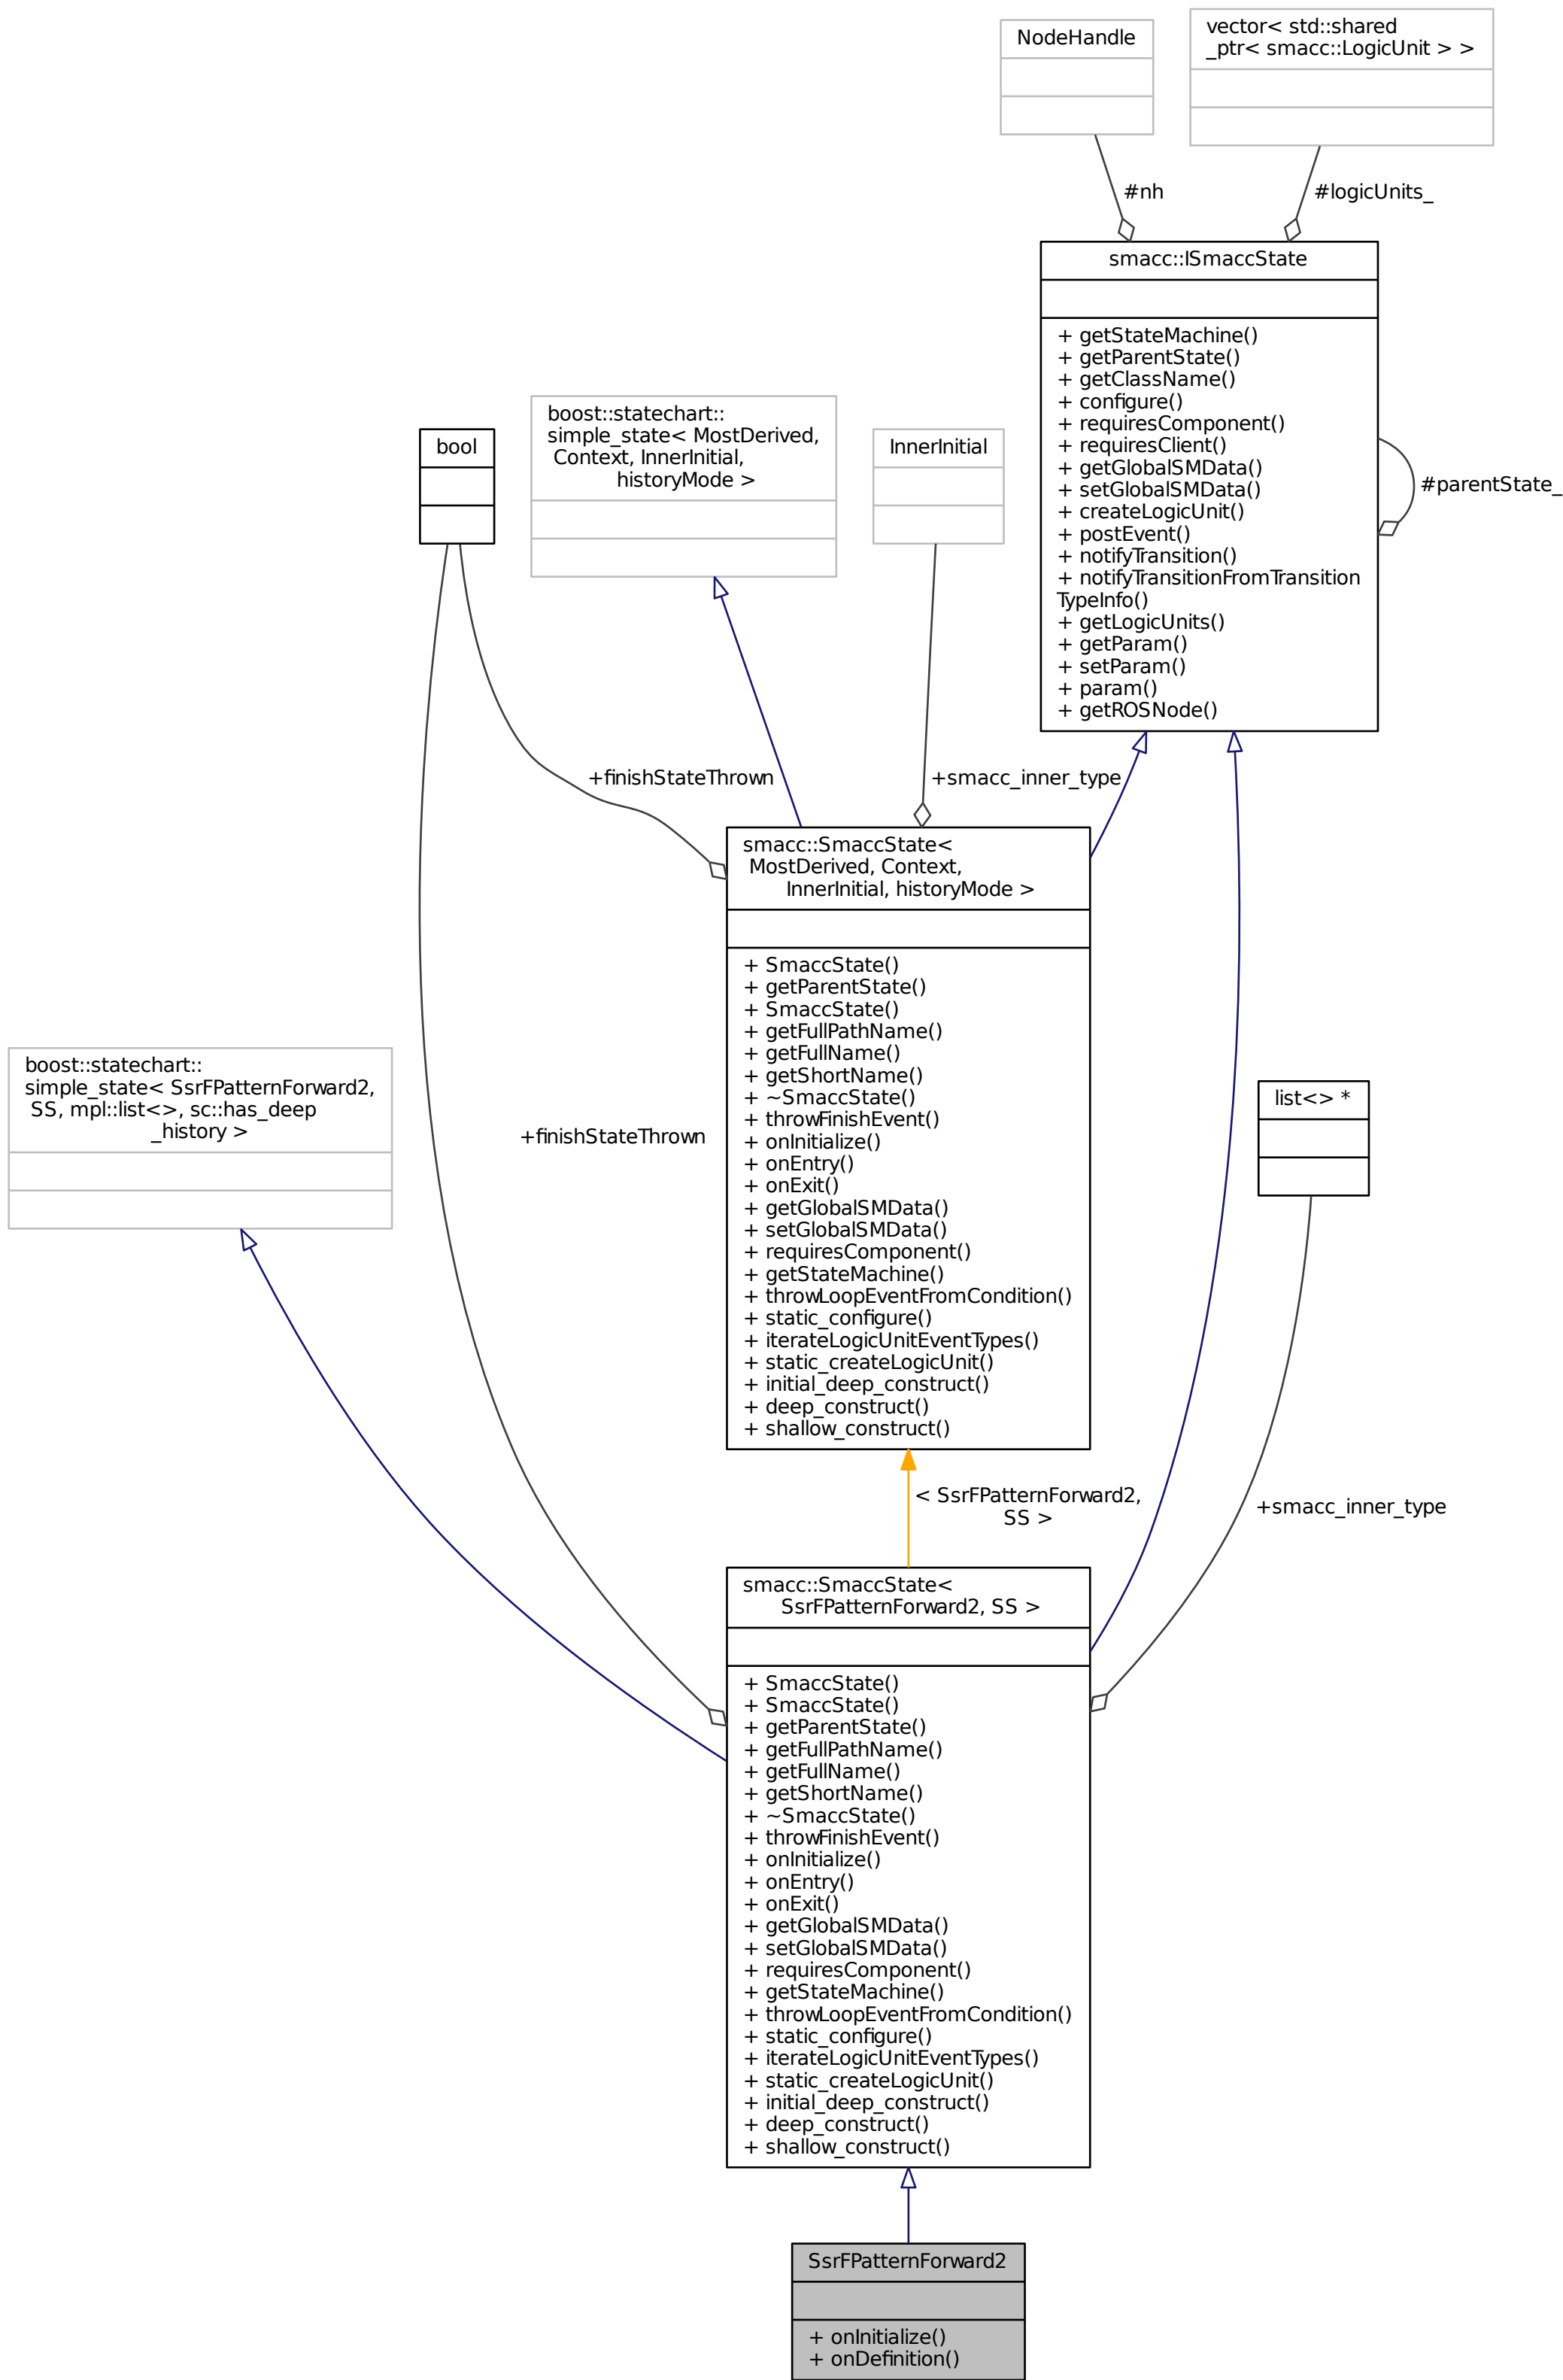 NodeHandle
vector< std::shared
_ptr< smacc::LogicUnit > >
#nh
#logicUnits_
smacc::ISmaccState
+ getStateMachine()
+ getParentState()
+ getClassName()
+ configure()
+ requiresComponent()
+ requiresClient()
+ getGlobalSMData()
+ setGlobalSMData()
+ createLogicUnit()
+ postEvent()
+ notifyTransition()
+ notifyTransitionFromTransition
TypeInfo()
+ getLogicUnits()
+ getParam()
+ setParam()
+ param()
+ getROSNode()
#parentState_
bool
boost::statechart::
simple_state< MostDerived,
Context, InnerInitial,
historyMode >
InnerInitial
+finishStateThrown
+smacc_inner_type
smacc::SmaccState<
MostDerived, Context,
InnerInitial, historyMode >
+ SmaccState()
+ getParentState()
+ SmaccState()
+ getFullPathName()
+ getFullName()
+ getShortName()
+ ~SmaccState()
+ throwFinishEvent()
+ onInitialize()
+ onEntry()
+ onExit()
+ getGlobalSMData()
+ setGlobalSMData()
+ requiresComponent()
+ getStateMachine()
+ throwLoopEventFromCondition()
+ static_configure()
+ iterateLogicUnitEventTypes()
+ static_createLogicUnit()
+ initial_deep_construct()
+ deep_construct()
+ shallow_construct()
boost::statechart::
simple_state< SsrFPatternForward2,
SS, mpl::list<>, sc::has_deep
_history >
+finishStateThrown
list<> *
< SsrFPatternForward2,
SS >
+smacc_inner_type
smacc::SmaccState<
SsrFPatternForward2, SS >
+ SmaccState()
+ SmaccState()
+ getParentState()
+ getFullPathName()
+ getFullName()
+ getShortName()
+ ~SmaccState()
+ throwFinishEvent()
+ onInitialize()
+ onEntry()
+ onExit()
+ getGlobalSMData()
+ setGlobalSMData()
+ requiresComponent()
+ getStateMachine()
+ throwLoopEventFromCondition()
+ static_configure()
+ iterateLogicUnitEventTypes()
+ static_createLogicUnit()
+ initial_deep_construct()
+ deep_construct()
+ shallow_construct()
SsrFPatternForward2
+ onInitialize()
+ onDefinition()